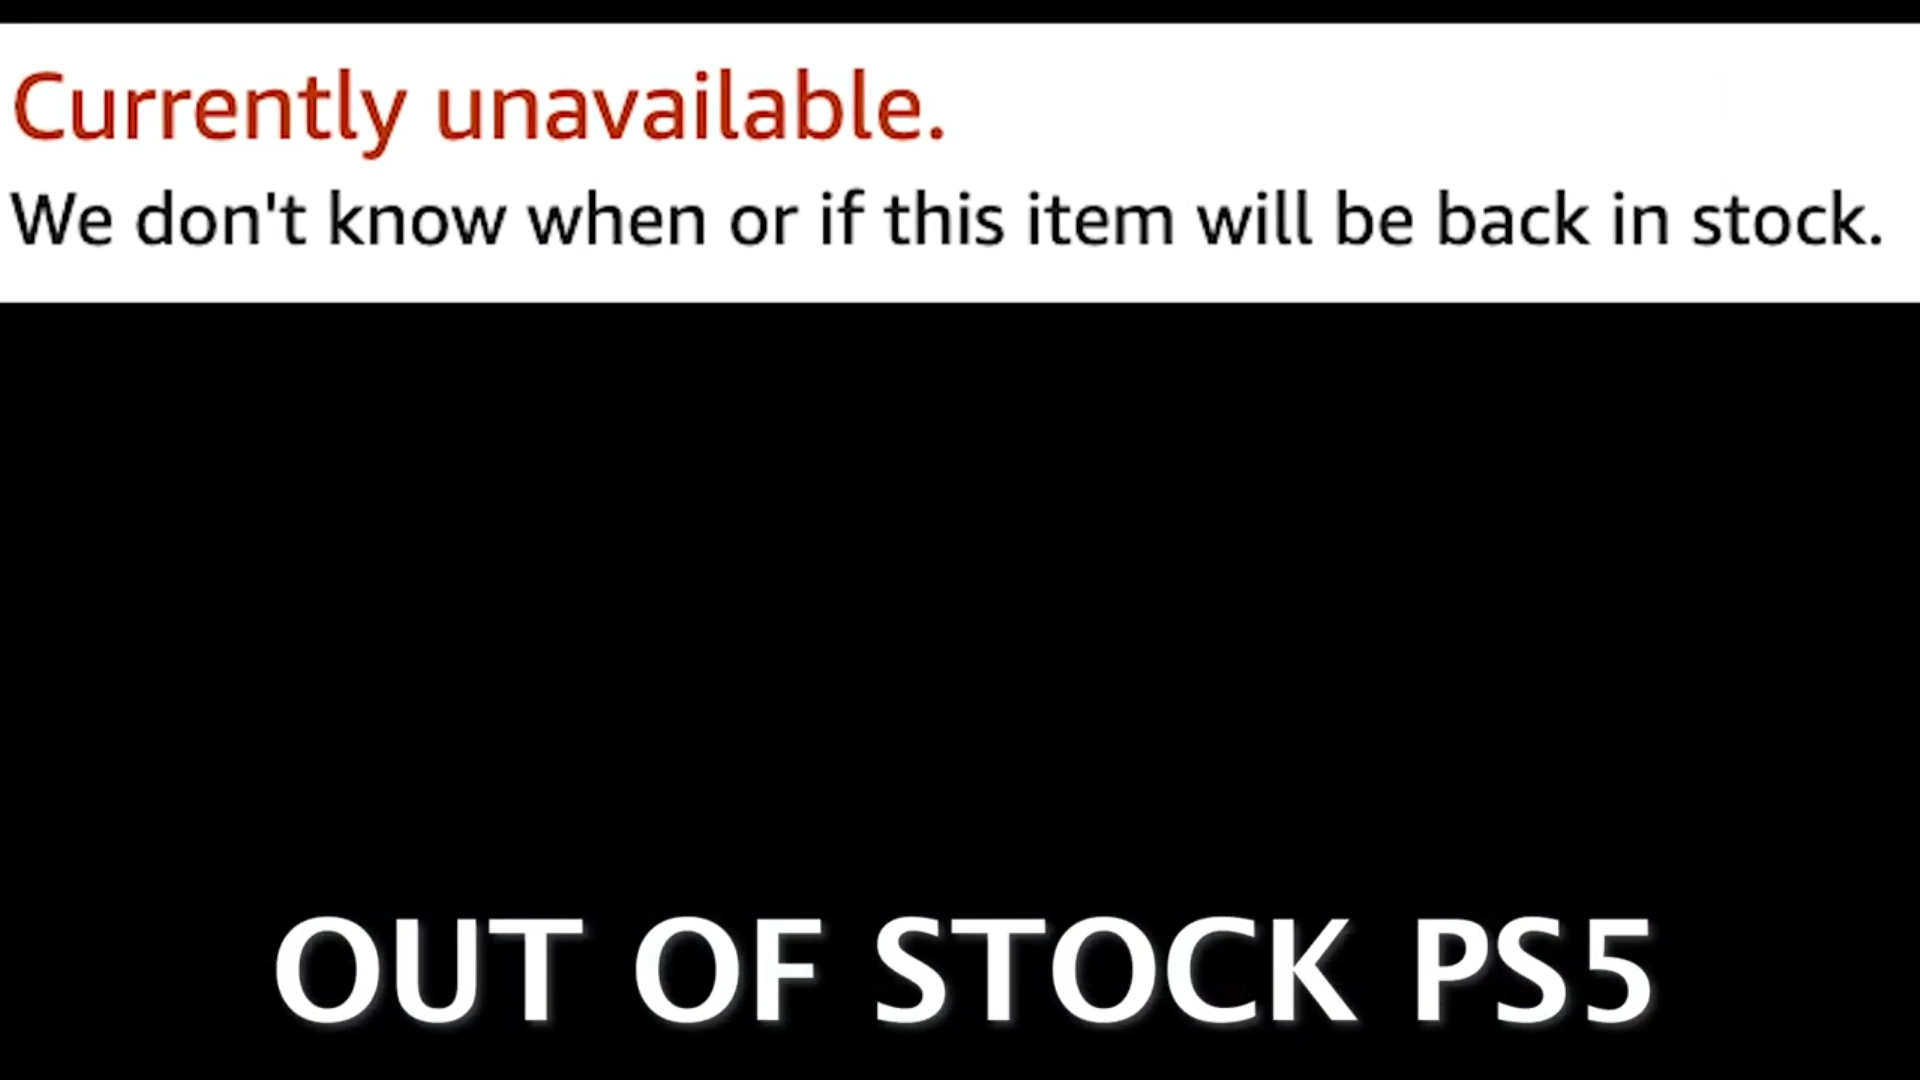 Currently unavailable.
We don't know when or if this item will be back in stock.
OUT OF STOCK PS5